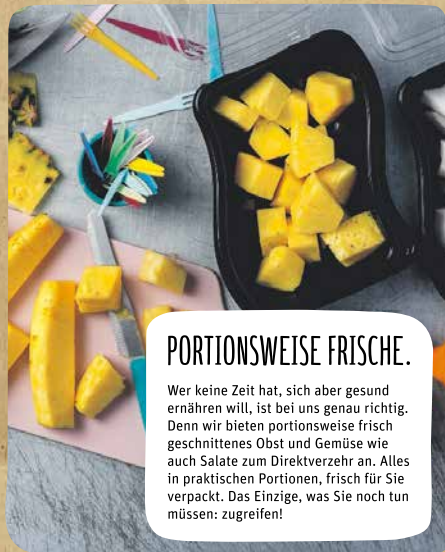 PORTIONSWEISE FRISCHE.
Wer keine Zeit hat, sich aber gesund
ernähren will, ist bei uns genau richtig.
Denn wir bieten portionsweise frisch
geschnittenes Obst und Gemüse wie
auch Salate zum Direktverzehr an. Alles
in praktischen Portionen, frisch für Sie
verpackt. Das Einzige, was Sie noch tun
müssen: zugreifen!